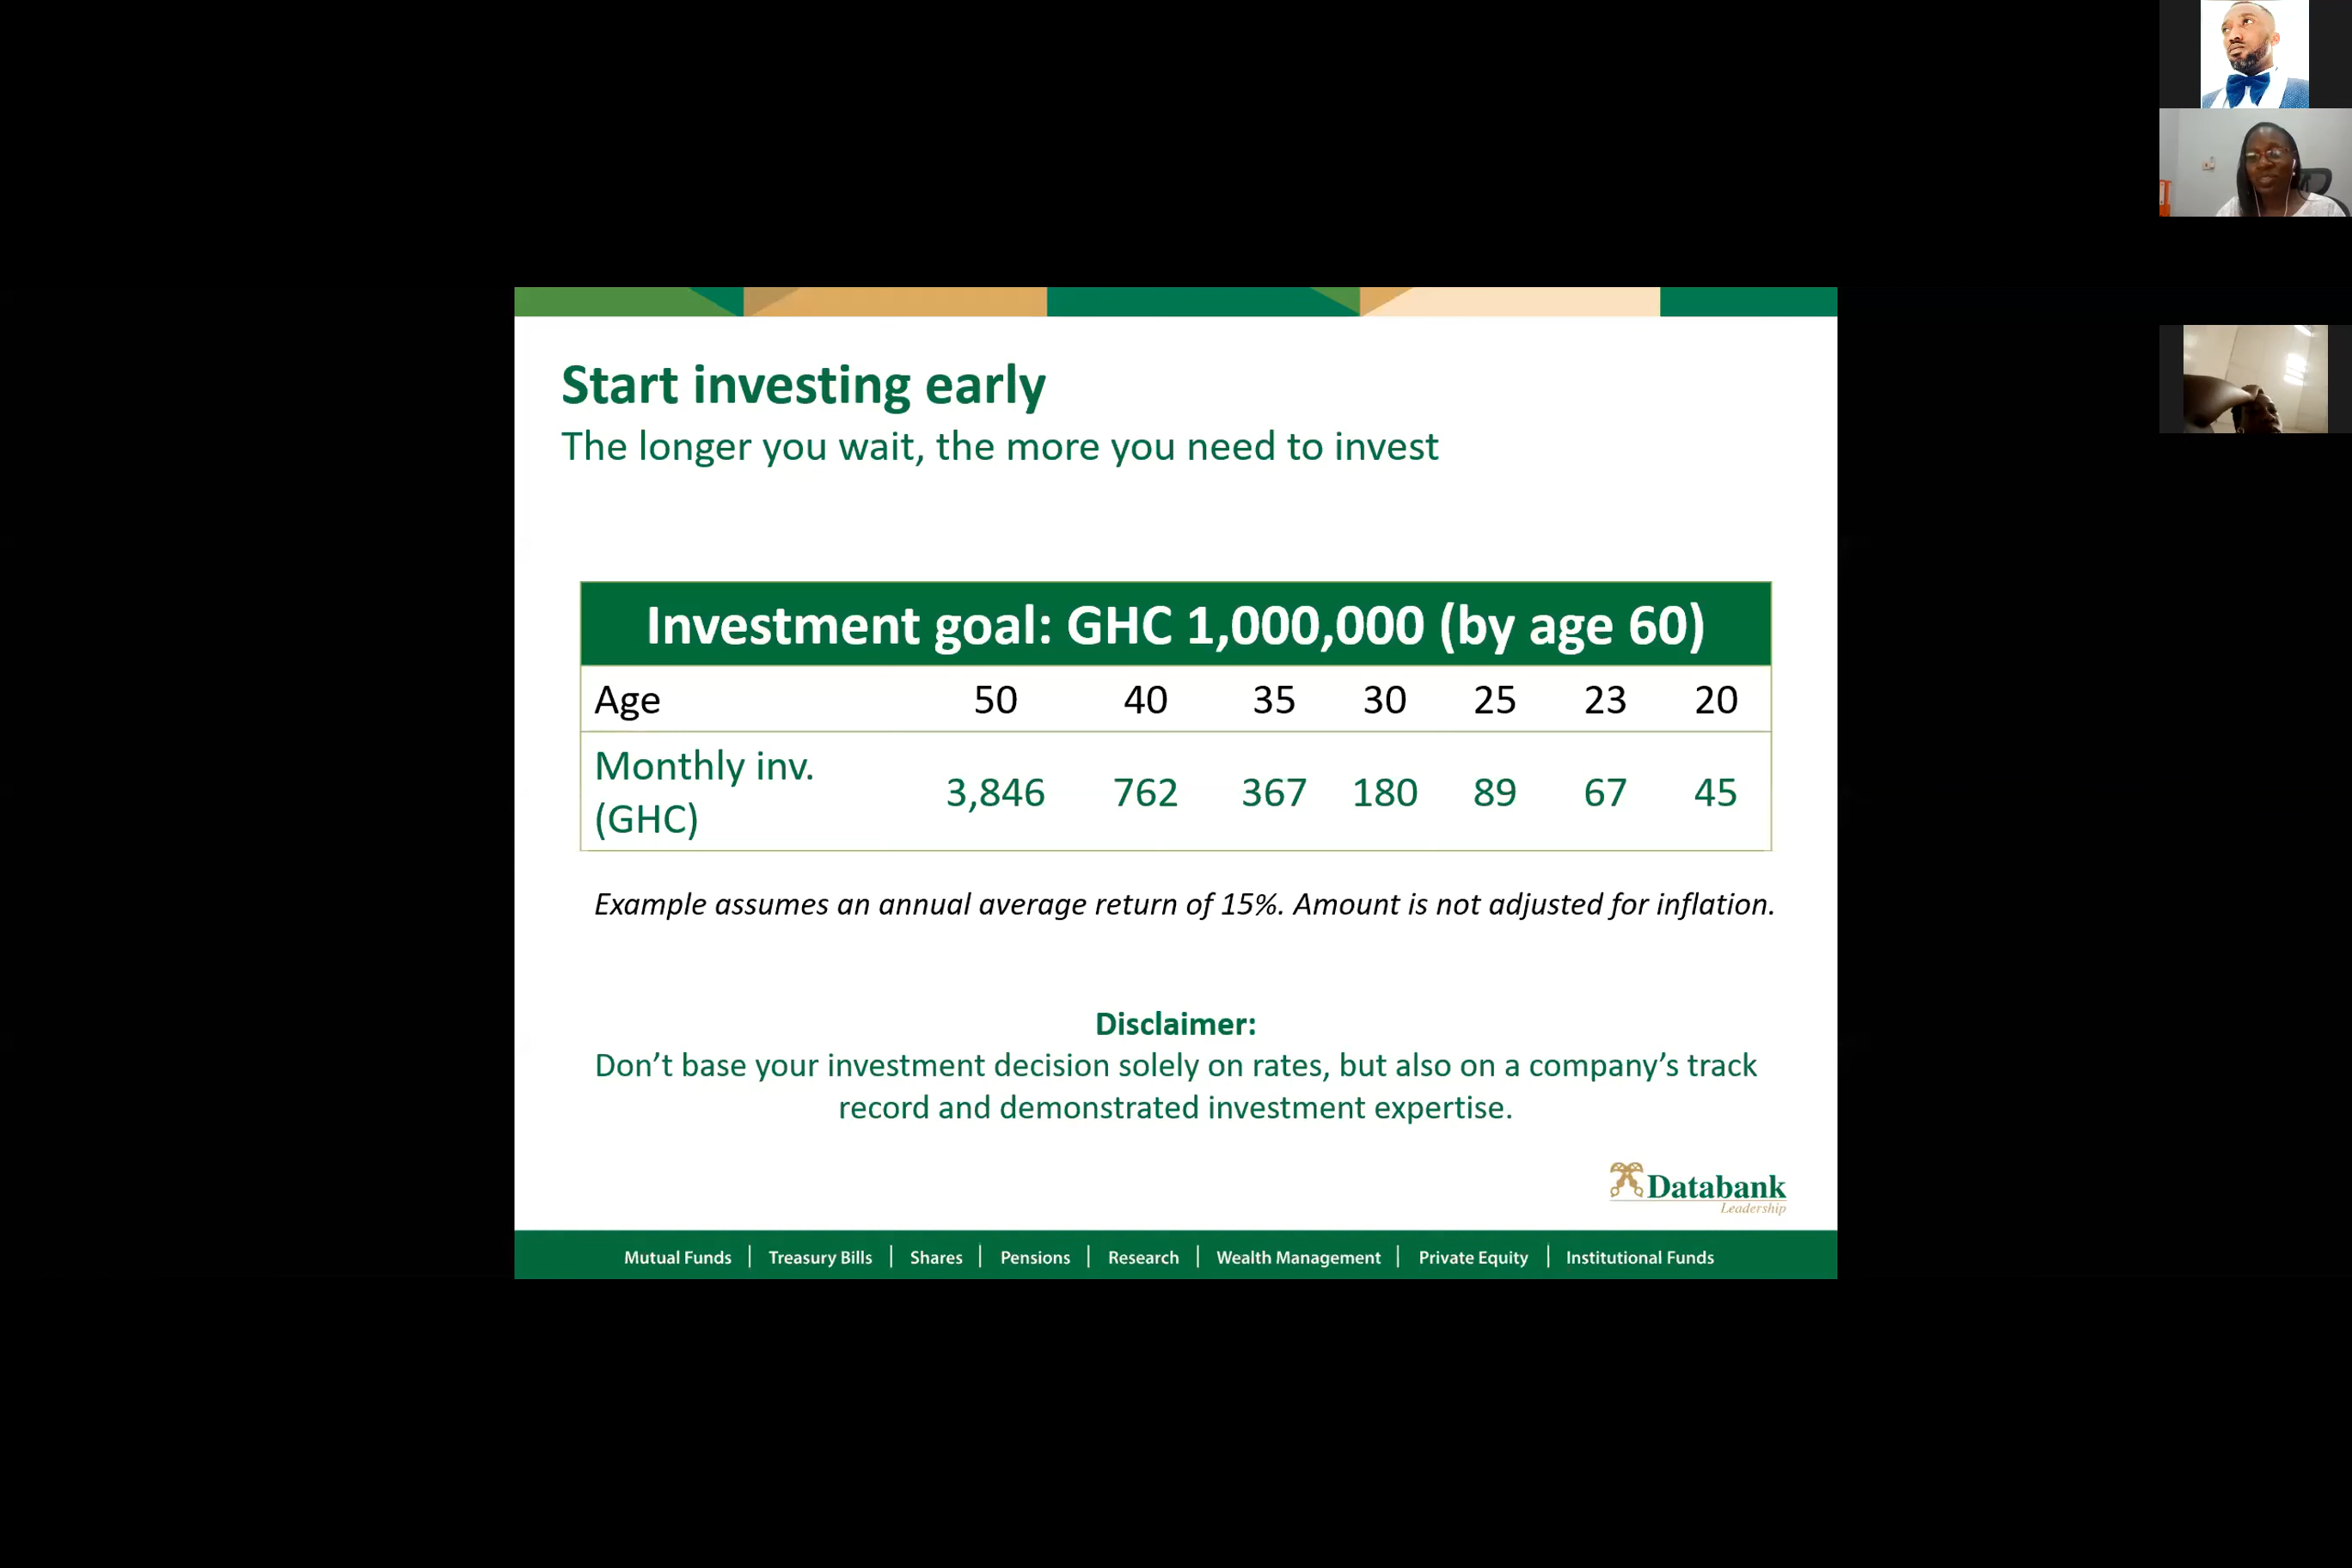 Start investing early
The longer you wait, the more you need to invest
Investment goal: GHC 1,000,000 (by age 60)
Age 50 40 35 30 25 23 20
Monthly inv.
(GHC) 3,846 762 367 180 89 67 45
Example assumes an annual average return of 15%. Amount is not adjusted for inflation.
Disclaimer:
Don’t base your investment decision solely on rates, but also on a company’s track
record and demonstrated investment expertise.
Databank
Leadership
Mutual Funds | Treasury Bills | Shares | Pensions | Research | Wealth Management | Private Equity | Institutional Funds